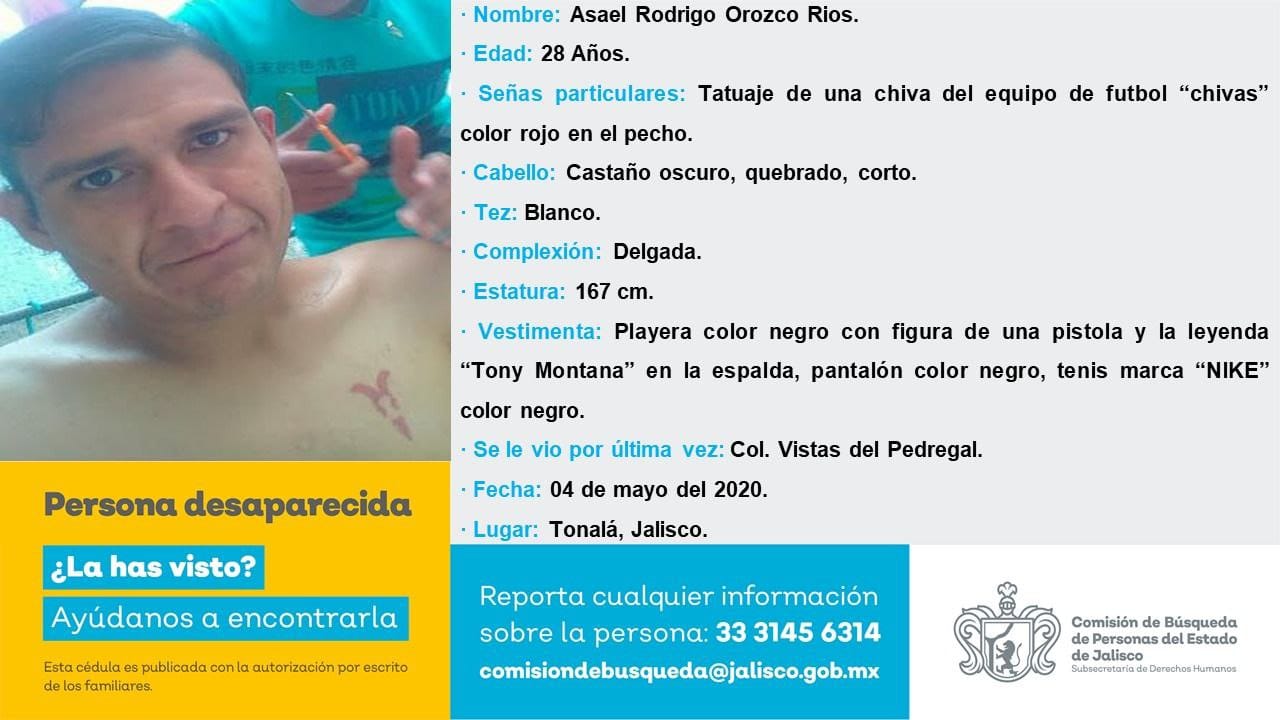 TOKYO
· Nombre: Asael Rodrigo Orozco Rios.
· Edad: 28 Años.
· Señas particulares: Tatuaje de una chiva del equipo de futbol “chivas”
color rojo en el pecho.
· Cabello: Castaño oscuro, quebrado, corto.
· Tez: Blanco.
· Complexión: Delgada.
· Estatura: 167 cm.
· Vestimenta: Playera color negro con figura de una pistola y la leyenda
“Tony Montana” en la espalda, pantalón color negro, tenis marca “NIKE”
color negro.
· Se le vio por última vez: Col. Vistas del Pedregal.
· Fecha: 04 de mayo del 2020.
· Lugar: Tonalá, Jalisco.
Persona desaparecida
¿La has visto?
Ayúdanos a encontrarla
Esta cédula es publicada con la autorización por escrito
de los familiares.
Reporta cualquier información
sobre la persona: 33 3145 6314
comisiondebusqueda@jalisco.gob.mx
Comisión de Búsqueda
de Personas del Estado
de Jalisco
Subsecretaría de Derechos Humanos